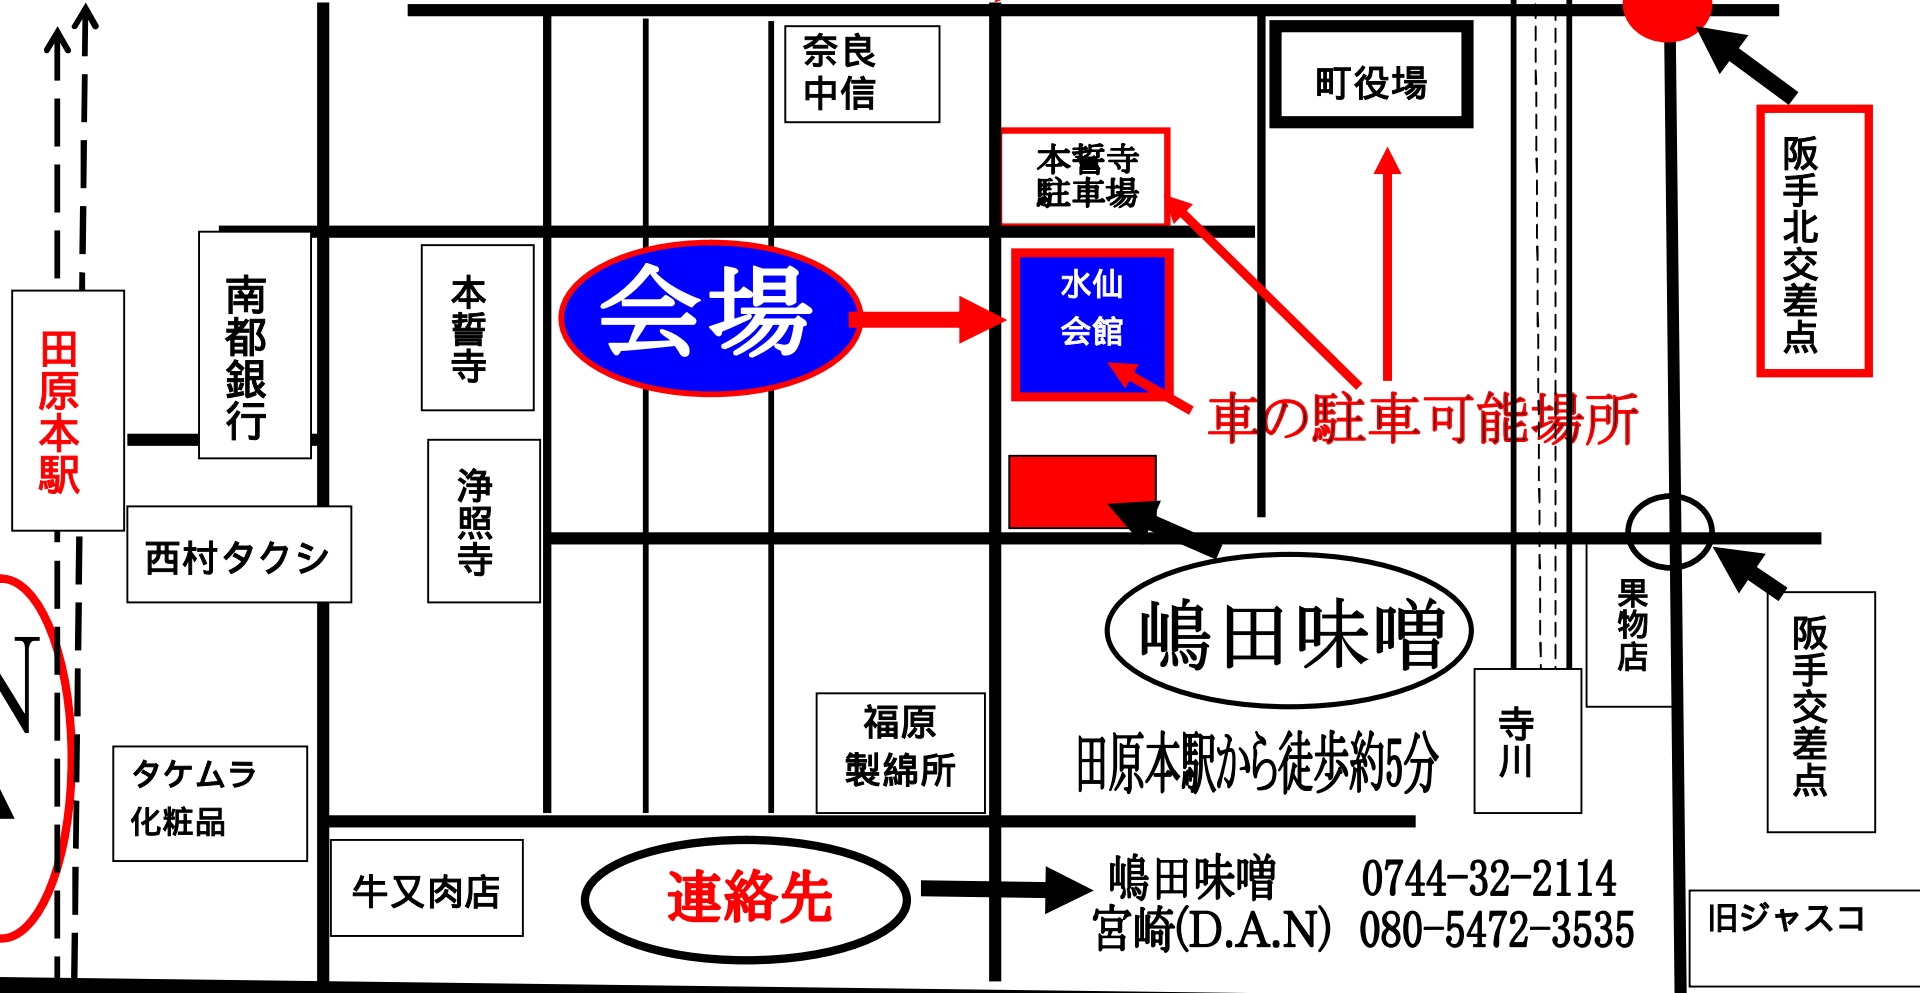 奈良
中信
町役場
本誓寺
駐車場
阪手北交差点
南都銀行
本誓寺
会場
水仙
会館
田原本駅
車の駐車可能場所
浄照寺
西村タクシ
嶋田味増
果物店
阪手交差点
福原
製綿所
田原本駅から徒歩約5分
寺川
タケムラ
化粧品
牛又肉店
連絡先
嶋田味増 0744-32-2114
宮崎(D.A.N) 080-5472-3535
旧ジャスコ
N